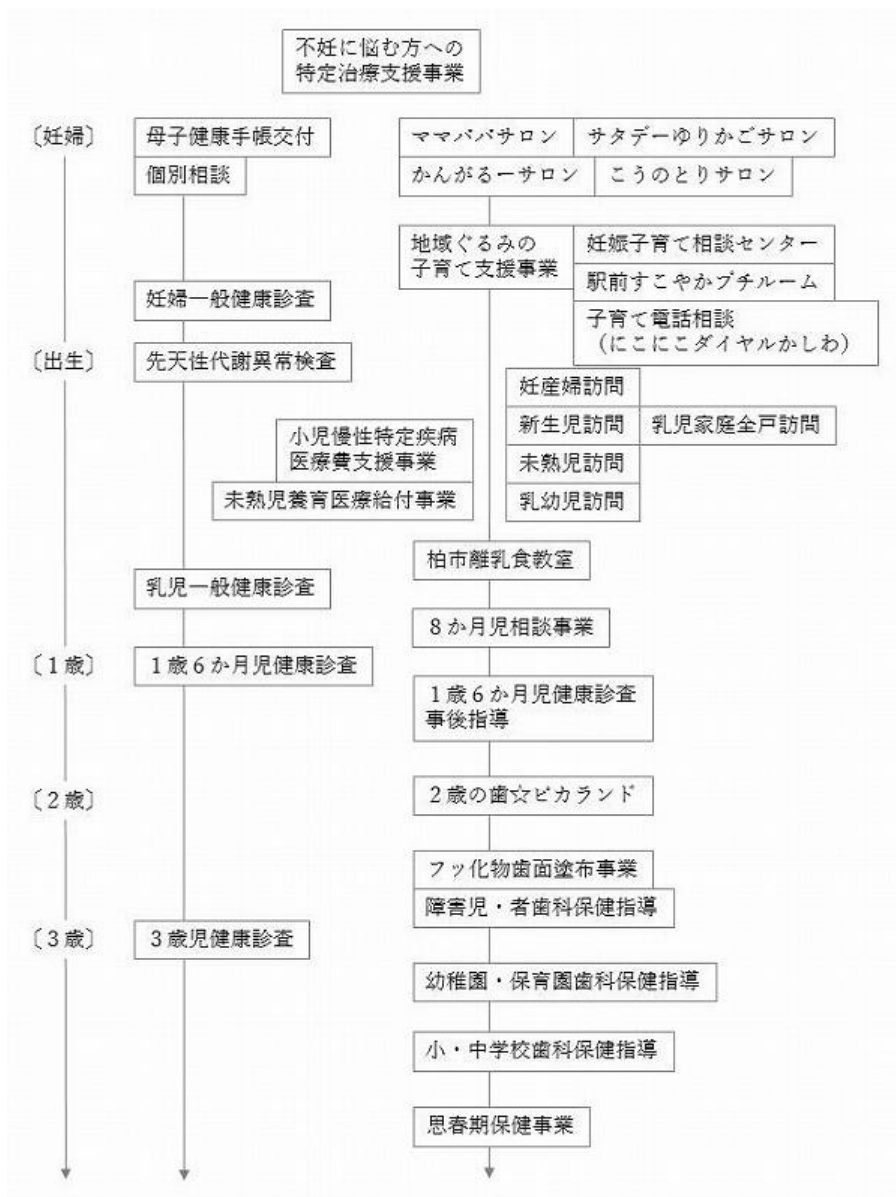 不妊に悩む方への
特定治療支援事業
〔妊婦〕
母子健康手帳交付
ママパパサロン
サタデーゆりかごサロン
個別相談
かんがるーサロン
こうのとりサロン
地域ぐるみの
子育て支援事業
妊娠子育て相談センター
駅前すこやかプチルーム
妊婦一般健康診査
子育て電話相談
（にこにこダイヤルかしわ）
〔出生〕
先天性代謝異常検査
妊産婦訪問
新生児訪問
乳児家庭全戸訪問
小児慢性特定疾病
医療費支援事業
未熟児訪問
未熟児養育医療給付事業
乳幼児訪問
柏市離乳食教室
乳児一般健康診査
８か月児相談事業
〔１歳〕
１歳６か月児健康診査
１歳６か月児健康診査
事後指導
〔２歳〕
２歳の歯☆ピカランド
フッ化物歯面塗布事業
障害児・者歯科保健指導
〔３歳〕
３歳児健康診査
幼稚園・保育園歯科保健指導
小・中学校歯科保健指導
思春期保健事業